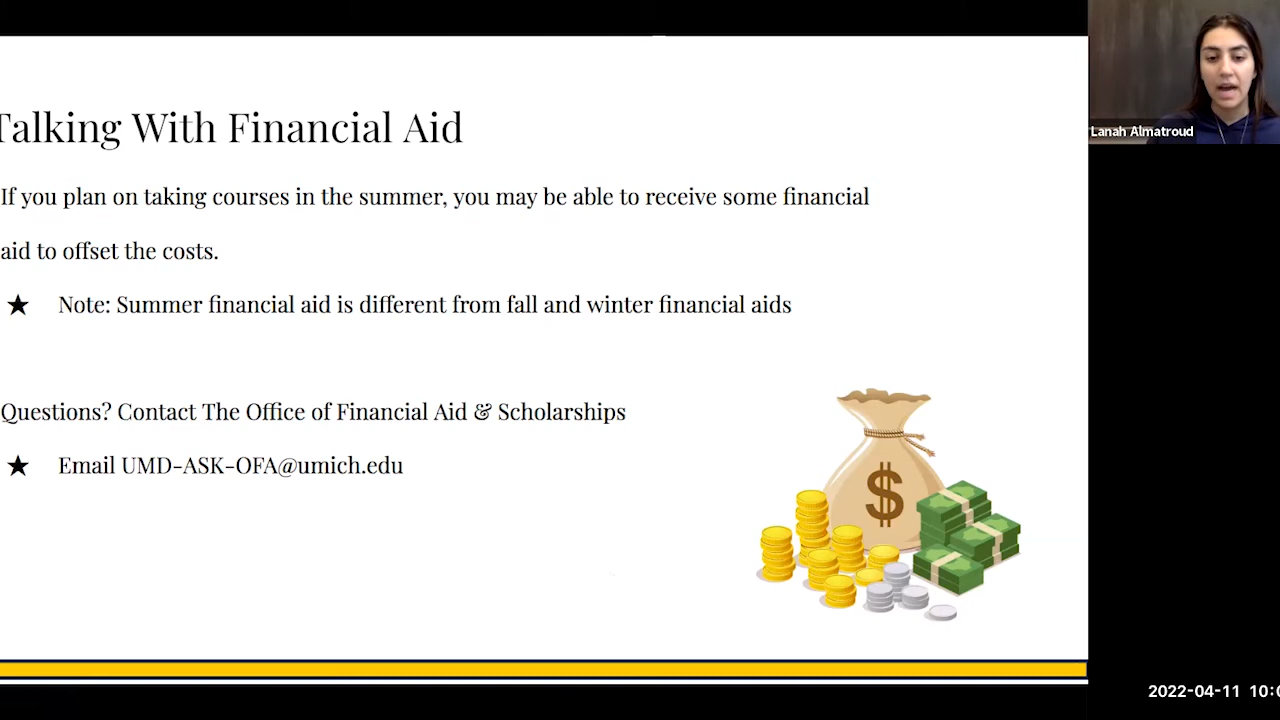 Talking With Financial Aid
Lanah Almatroud
If you plan on taking courses in the summer, you may be able to receive some financial
aid to offset the costs.
★ Note: Summer financial aid is different from fall and winter financial aids
Questions? Contact The Office of Financial Aid & Scholarships
★ Email UMD-ASK-OFA@umich.edu
$
2022-04-11